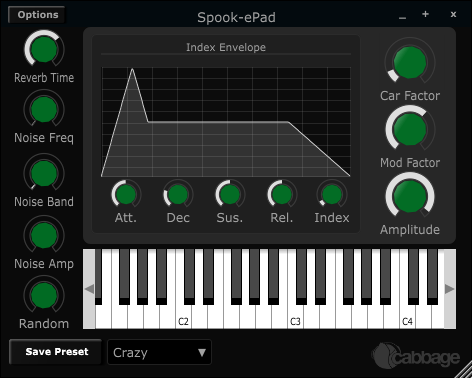 Options
Spook-ePad
Index Envelope
Reverb Time
Noise Freq
Noise Band
Noise Amp
Random
Att.
Dec
Sus.
Rel.
Index
Car Factor
Mod Factor
Amplitude
C2
C3
C4
Save Preset
Crazy
cabbage